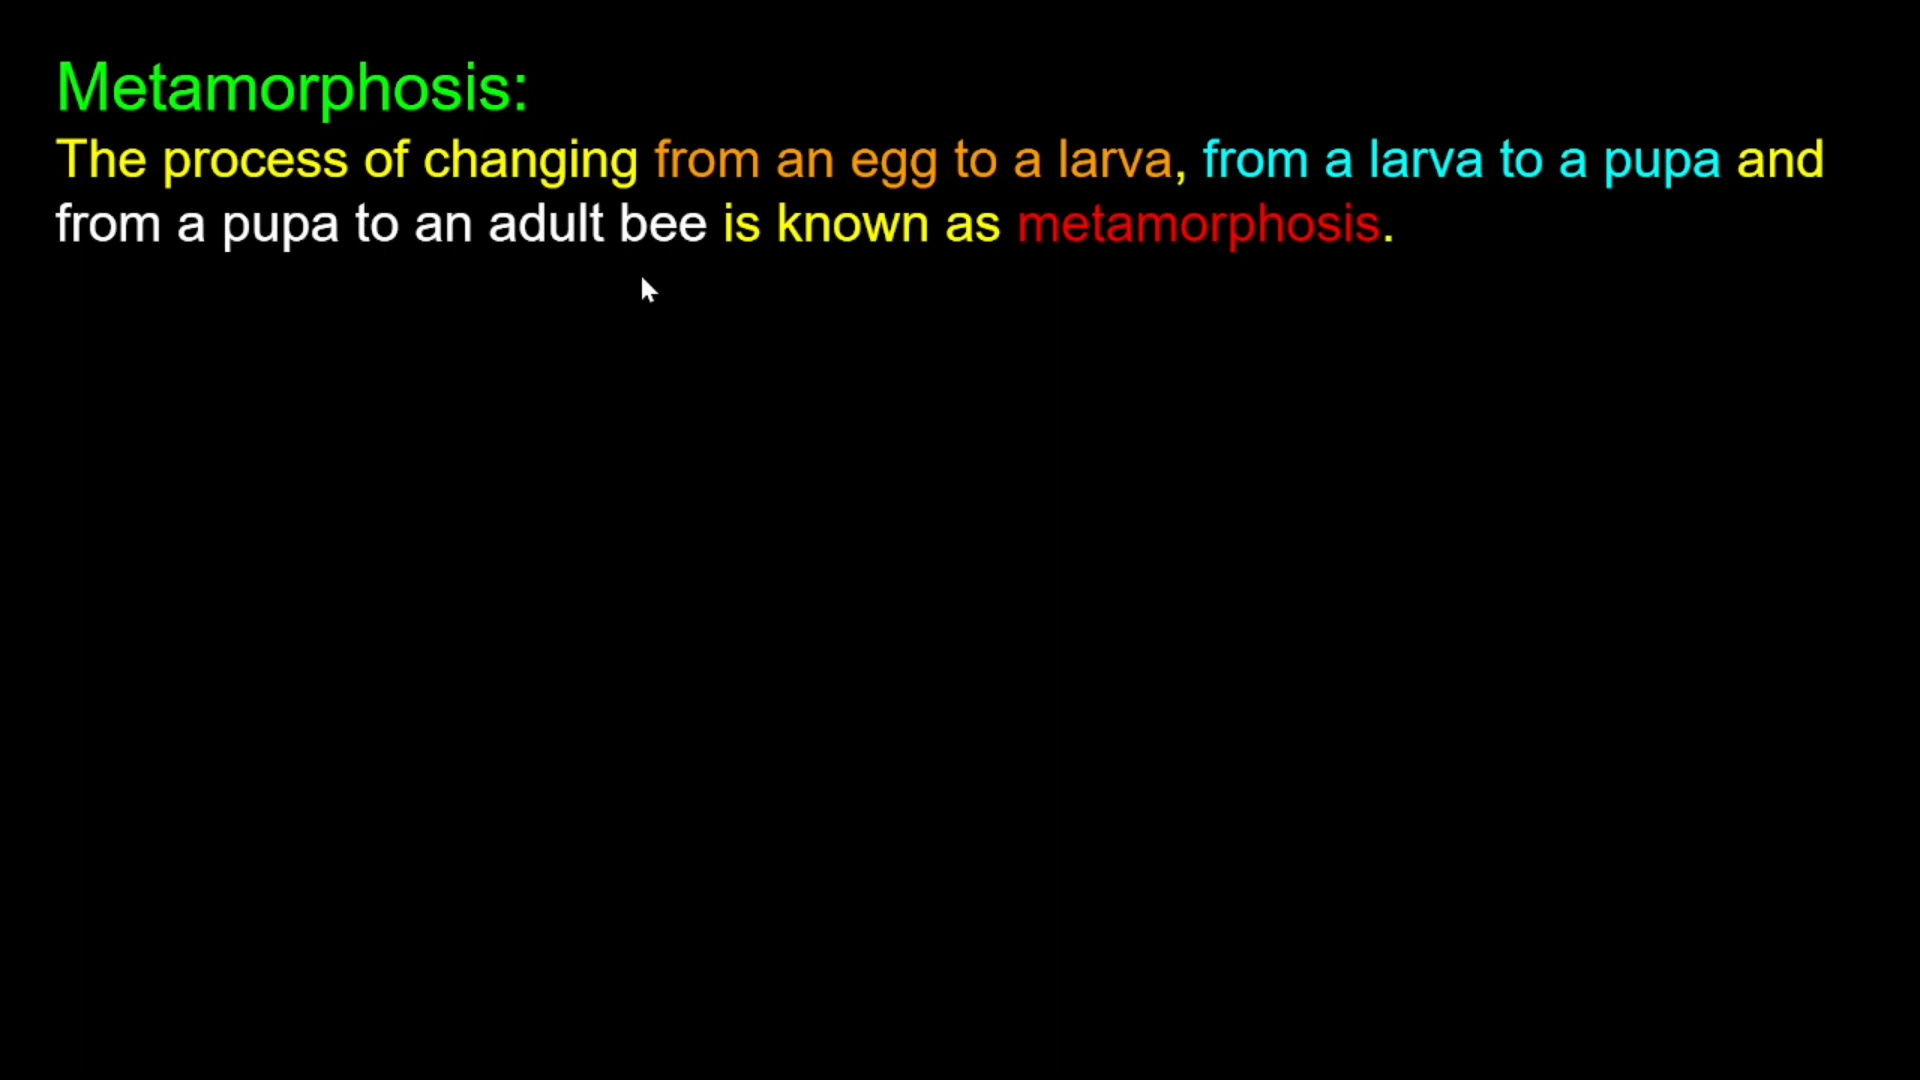 Metamorphosis:
The process of changing from an egg to a larva, from a larva to a pupa and
from a pupa to an adult bee is known as metamorphosis.